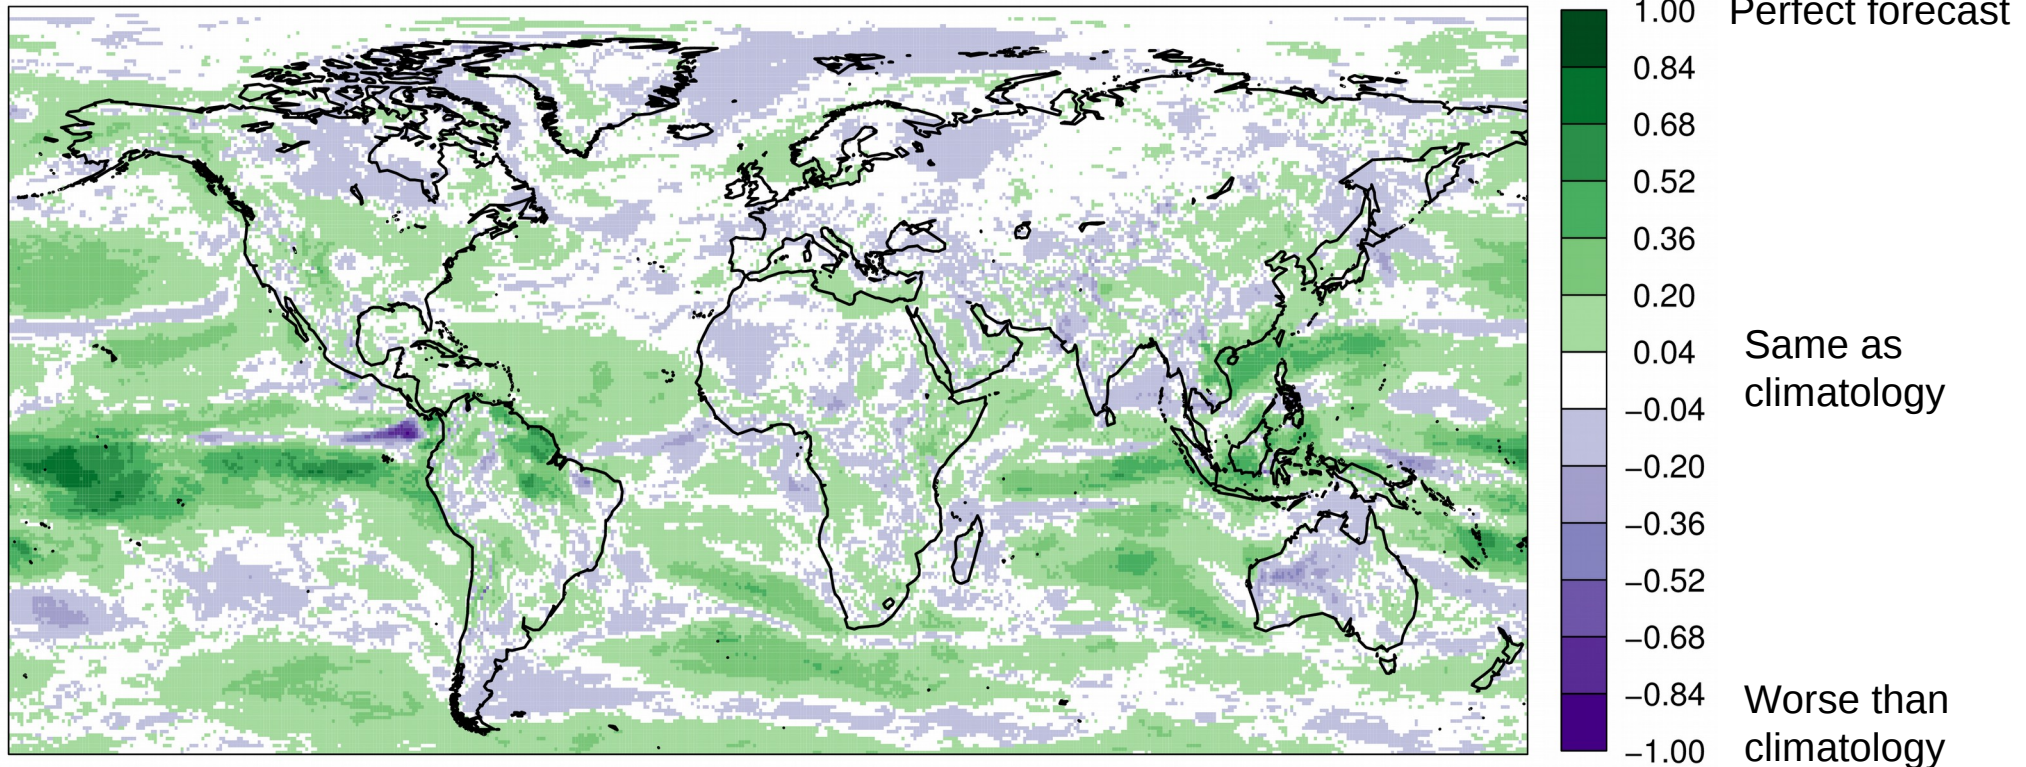 1.00 Perfect forecast
0.84
0.68
0.52
0.36
0.20
0.04 Same as
climatology
−0.04
−0.20
−0.36
−0.52
−0.68
−0.84 Worse than
−1.00 climatology